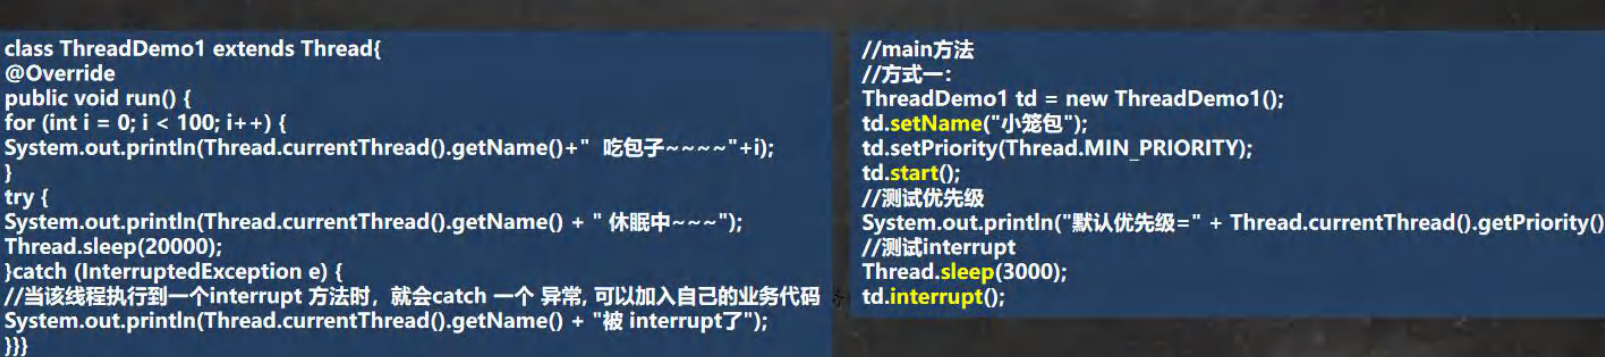 class ThreadDemo1 extends Thread{
@Override
public void run() {
for (int i = 0; i < 100; i++) {
System.out.println(Thread.currentThread().getName()+"  吃包子~~~~"+i);
}
try {
System.out.println(Thread.currentThread().getName() + " 休眠中~~~");
Thread.sleep(20000);
}catch (InterruptedException e) {
//当该线程执行到一个interrupt 方法时，就会catch 一个 异常, 可以加入自己的业务代码
System.out.println(Thread.currentThread().getName() + "被 interrupt了");
}}}
//main方法
//方式一：
ThreadDemo1 td = new ThreadDemo1();
td.setName("小笼包");
td.setPriority(Thread.MIN_PRIORITY);
td.start();
//测试优先级
System.out.println("默认优先级=" + Thread.currentThread().getPriority()
//测试interrupt
Thread.sleep(3000);
td.interrupt();